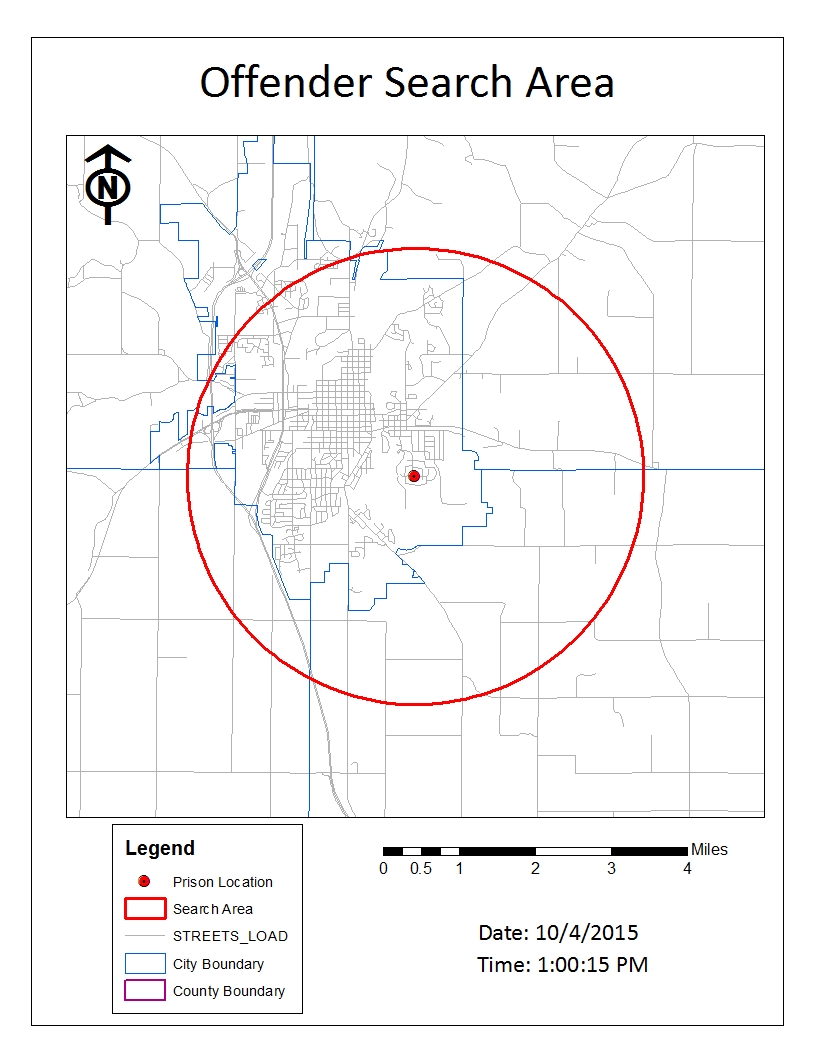 Offender Search Area
N
Legend
Prison Location
Search Area
STREETS_LOAD
City Boundary
County Boundary
Miles
0 0.5 1 2 3 4
Date: 10/4/2015
Time: 1:00:15 PM